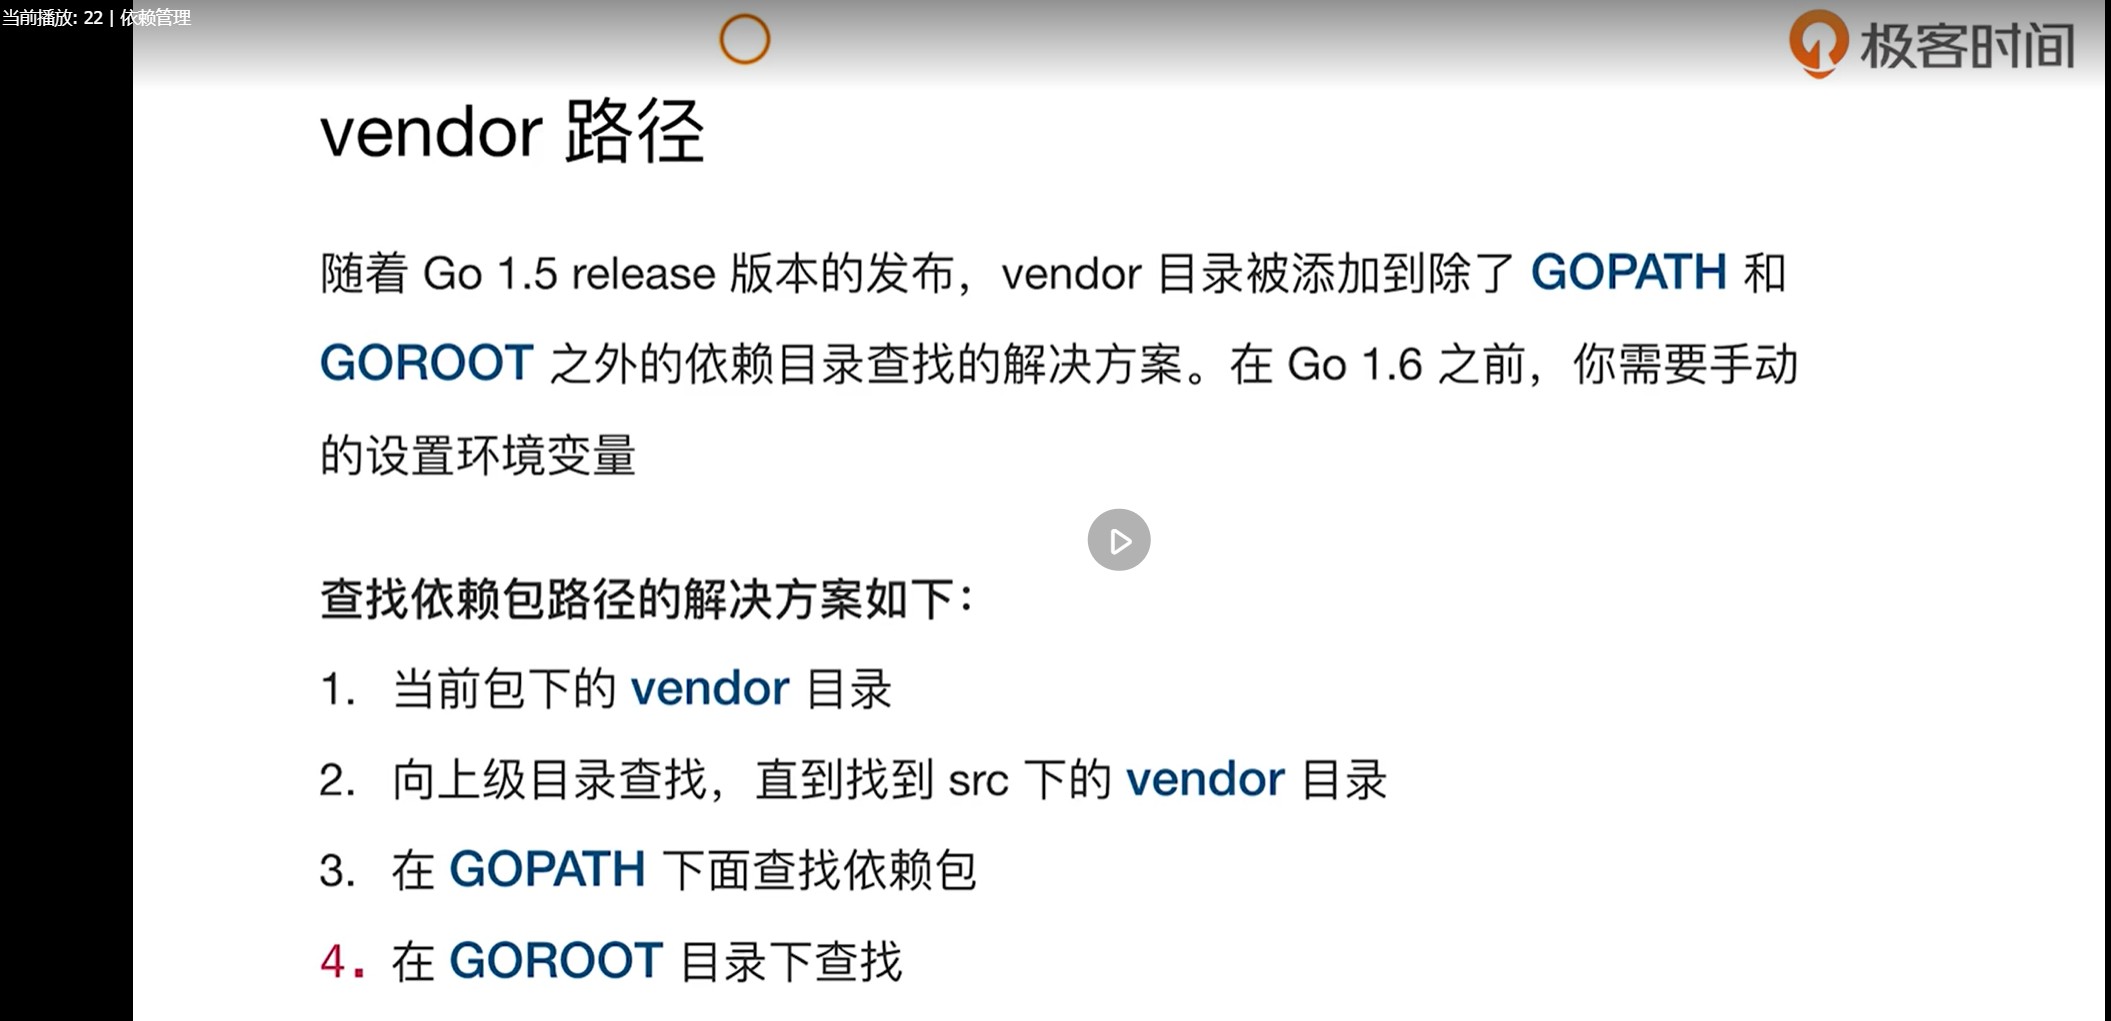 当前播放: 22 | 依赖管理
极客时间
vendor 路径
随着 Go 1.5 release 版本的发布，vendor 目录被添加到除了 GOPATH 和
GOROOT 之外的依赖目录查找的解决方案。在 Go 1.6 之前，你需要手动
的设置环境变量
查找依赖包路径的解决方案如下：
1. 当前包下的 vendor 目录
2. 向上级目录查找，直到找到 src 下的 vendor 目录
3. 在 GOPATH 下面查找依赖包
4. 在 GOROOT 目录下查找